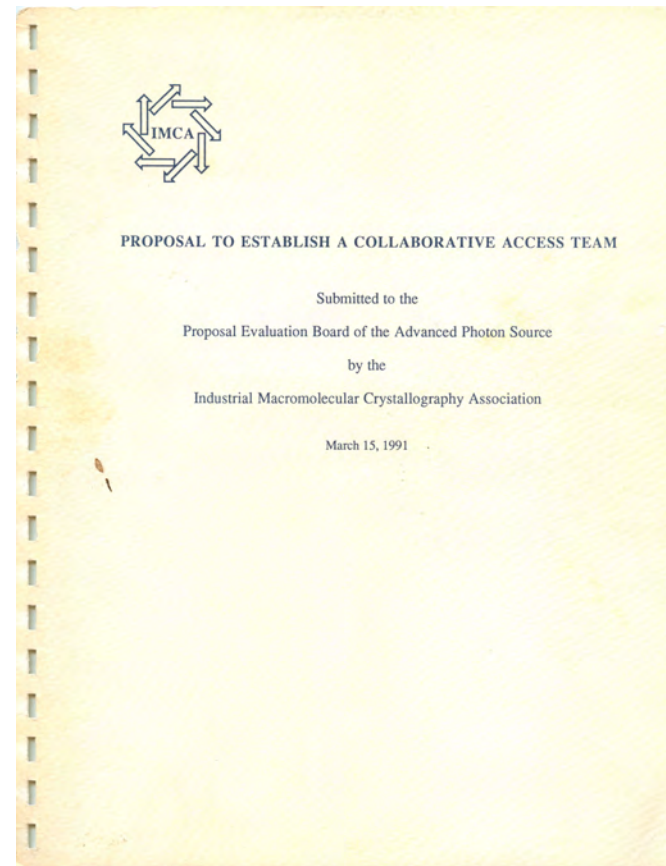 IMCA
PROPOSAL TO ESTABLISH A COLLABORATIVE ACCESS TEAM
Submitted to the
Proposal Evaluation Board of the Advanced Photon Source
by the
Industrial Macromolecular Crystallography Association
March 15, 1991